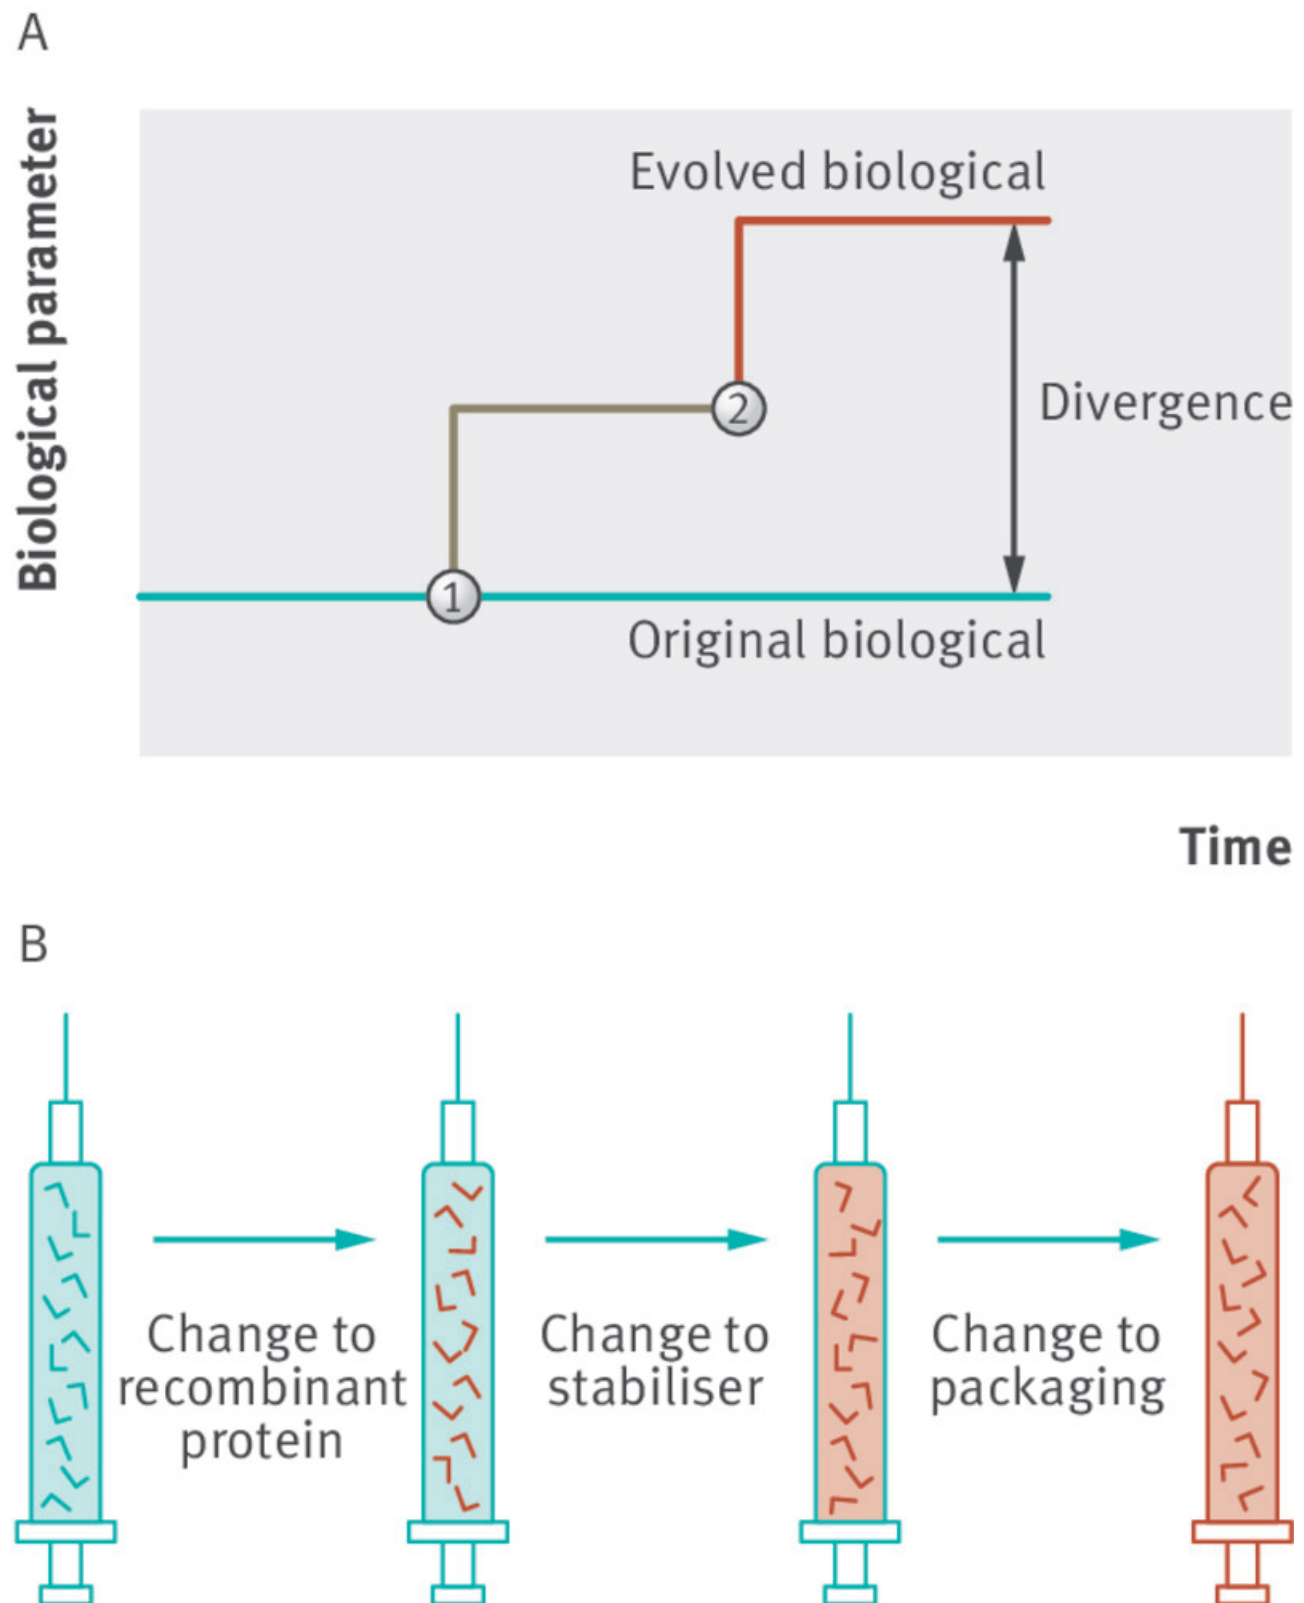 A
Biological parameter
Evolved biological
2
Divergence
1
Original biological
Time
B
Change to
recombinant
protein
Change to
stabiliser
Change to
packaging